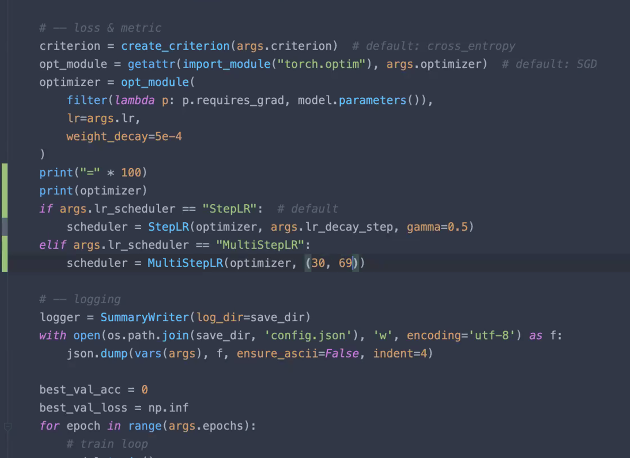 # -- loss & metric
criterion = create_criterion(args.criterion)  # default: cross_entropy
opt_module = getattr(import_module("torch.optim"), args.optimizer)  # default: SGD
optimizer = opt_module(
    filter(lambda p: p.requires_grad, model.parameters()),
    lr=args.lr,
    weight_decay=5e-4
)
print("=" * 100)
print(optimizer)
if args.lr_scheduler == "StepLR":  # default
    scheduler = StepLR(optimizer, args.lr_decay_step, gamma=0.5)
elif args.lr_scheduler == "MultiStepLR":
    scheduler = MultiStepLR(optimizer, (30, 69))
# -- logging
logger = SummaryWriter(log_dir=save_dir)
with open(os.path.join(save_dir, 'config.json'), 'w', encoding='utf-8') as f:
    json.dump(vars(args), f, ensure_ascii=False, indent=4)
best_val_acc = 0
best_val_loss = np.inf
for epoch in range(args.epochs):
    # train loop